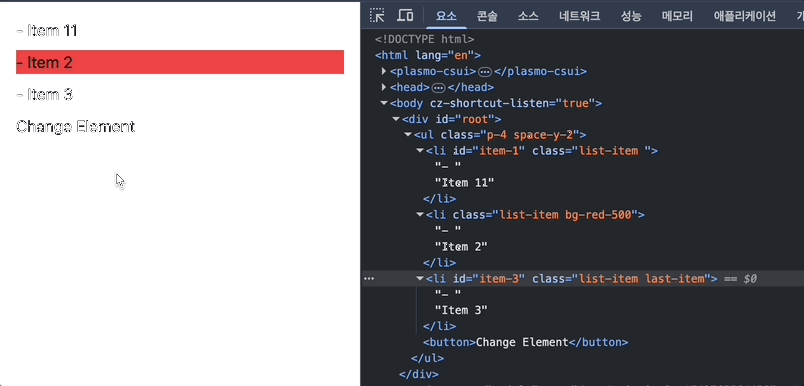 - Item 11
- Item 2
- Item 3
Change Element
요소 콘솔 소스 네트워크 성능 메모리 애플리케이션
<!DOCTYPE html>
<html lang="en">
<plasmo-csui> </plasmo-csui>
<head> </head>
<body cz-shortcut-listen="true">
<div id="root">
<ul class="p-4 space-y-2">
<li id="item-1" class="list-item ">
"- "
"Item 11"
</li>
<li class="list-item bg-red-500">
"- "
"Item 2"
</li>
<li id="item-3" class="list-item last-item"> == $0
"- "
"Item 3"
</li>
<button>Change Element</button>
</ul>
</div>